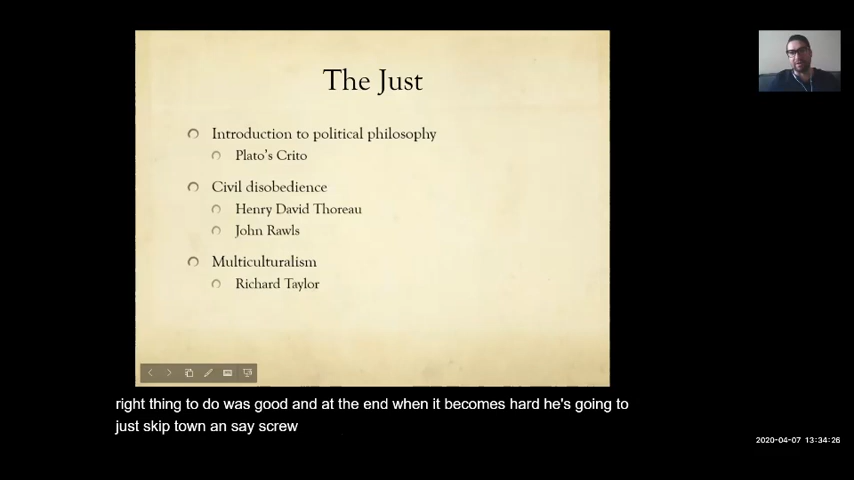 The Just
Introduction to political philosophy
Plato's Crito
Civil disobedience
Henry David Thoreau
John Rawls
Multiculturalism
Richard Taylor
right thing to do was good and at the end when it becomes hard he's going to
just skip town an say screw
2020-04-07 13:34:26